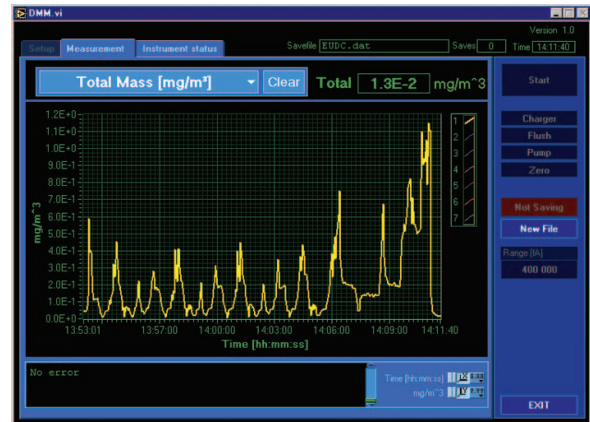 DMM.vi
Version 1.0
Setup Measurement Instrument status Savefile EUDC.dat Saves 0 Time 14:11:40
Total Mass [mg/m³] Clear Total 1.3E-2 mg/m^3
Start
Charger
Flush
Pump
Zero
Not Saving
New File
Range [fA]
400 000
EXIT
1.2E+0
1.1E+0
1.0E+0
9.0E-1
8.0E-1
7.0E-1
6.0E-1
5.0E-1
4.0E-1
3.0E-1
2.0E-1
1.0E-1
0.0E+0
mg/m^3
1
2
3
4
5
6
7
13:53:01 13:57:00 14:00:00 14:03:00 14:06:00 14:09:00 14:11:40
Time [hh:mm:ss]
No error
Time [hh:mm:ss]
mg/m^3